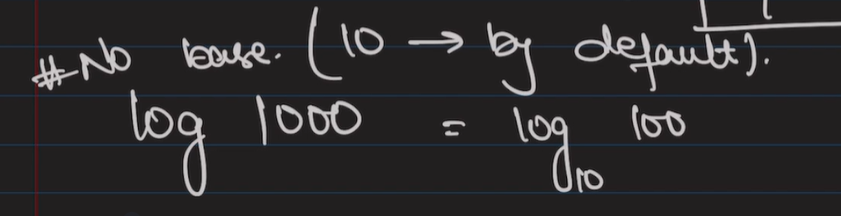 # No base. (10 → by default).
log 1000 = log₁₀ 100